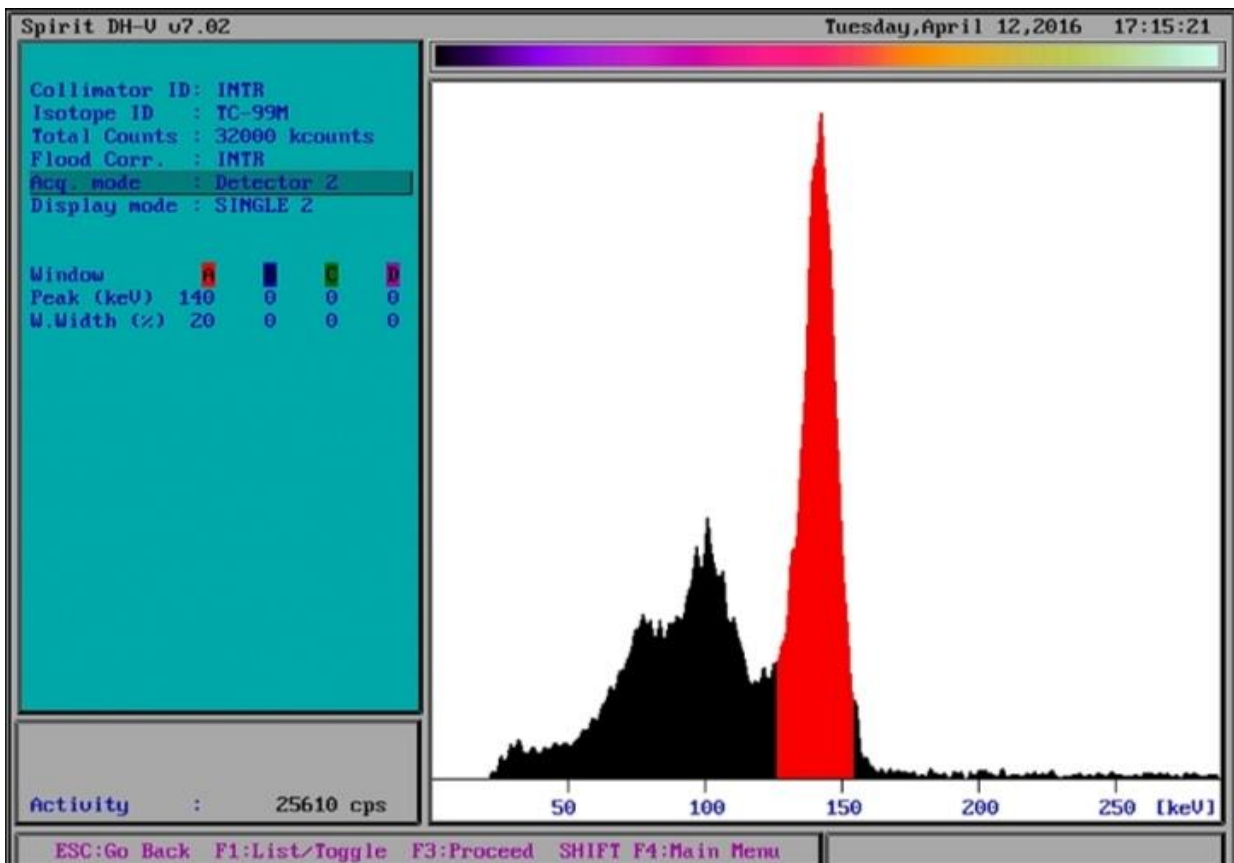 Spirit DH-V v7.02 Tuesday,April 12,2016 17:15:21
Collimator ID: INTR
Isotope ID : TC-99M
Total Counts : 32000 kcounts
Flood Corr. : INTR
Acq. mode : Detector 2
Display mode : SINGLE 2
Window A B C D
Peak (keV) 140 0 0 0
W.Width (%) 20 0 0 0
Activity : 25610 cps
50 100 150 200 250 [keV]
ESC:Go Back F1:List/Toggle F3:Proceed SHIFT F4:Main Menu